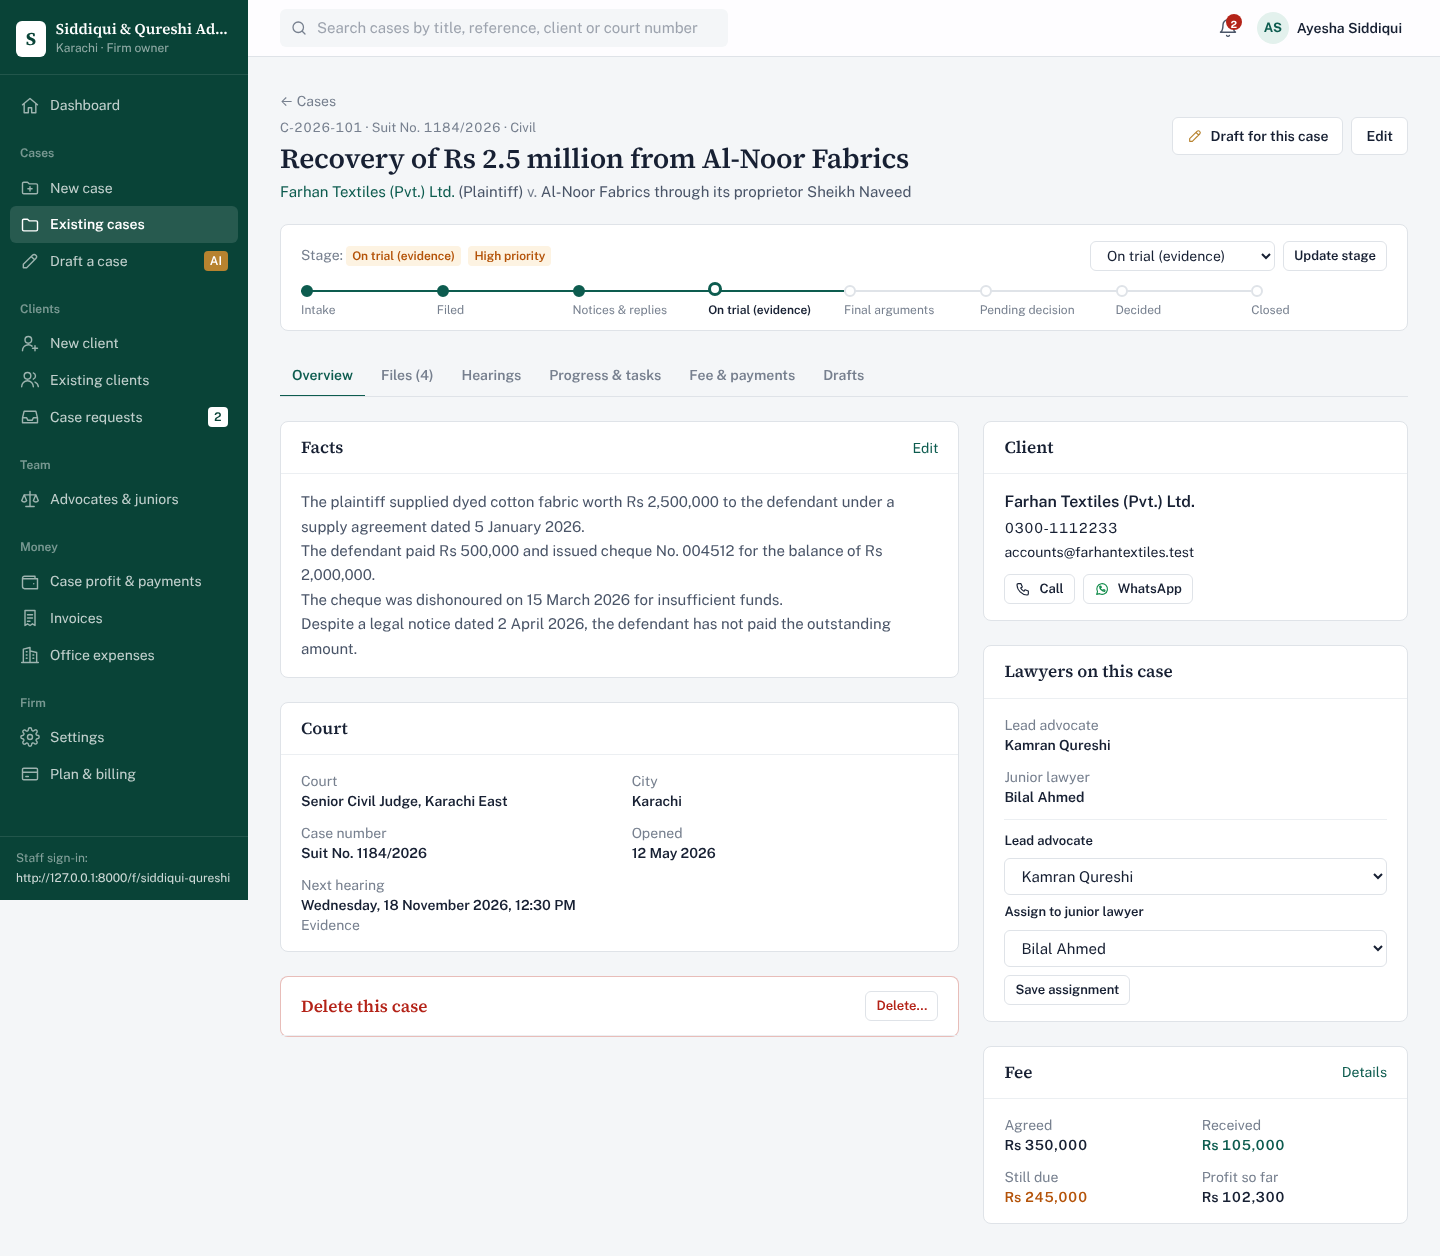 S
Siddiqui & Qureshi Ad...
Karachi · Firm owner
Dashboard
Cases
New case
Existing cases
Draft a case
AI
Clients
New client
Existing clients
Case requests
2
Team
Advocates & juniors
Money
Case profit & payments
Invoices
Office expenses
Firm
Settings
Plan & billing
Staff sign-in:
http://127.0.0.1:8000/f/siddiqui-qureshi
Search cases by title, reference, client or court number
2
AS
Ayesha Siddiqui
← Cases
C-2026-101 · Suit No. 1184/2026 · Civil
Recovery of Rs 2.5 million from Al-Noor Fabrics
Farhan Textiles (Pvt.) Ltd. (Plaintiff) v. Al-Noor Fabrics through its proprietor Sheikh Naveed
Draft for this case
Edit
Stage: On trial (evidence) High priority
On trial (evidence)
Update stage
Intake
Filed
Notices & replies
On trial (evidence)
Final arguments
Pending decision
Decided
Closed
Overview
Files (4)
Hearings
Progress & tasks
Fee & payments
Drafts
Facts
Edit
The plaintiff supplied dyed cotton fabric worth Rs 2,500,000 to the defendant under a
supply agreement dated 5 January 2026.
The defendant paid Rs 500,000 and issued cheque No. 004512 for the balance of Rs
2,000,000.
The cheque was dishonoured on 15 March 2026 for insufficient funds.
Despite a legal notice dated 2 April 2026, the defendant has not paid the outstanding
amount.
Court
Court
Senior Civil Judge, Karachi East
City
Karachi
Case number
Suit No. 1184/2026
Opened
12 May 2026
Next hearing
Wednesday, 18 November 2026, 12:30 PM
Evidence
Delete this case
Delete...
Client
Farhan Textiles (Pvt.) Ltd.
0300-1112233
accounts@farhantextiles.test
Call
WhatsApp
Lawyers on this case
Lead advocate
Kamran Qureshi
Junior lawyer
Bilal Ahmed
Lead advocate
Kamran Qureshi
Assign to junior lawyer
Bilal Ahmed
Save assignment
Fee
Details
Agreed
Rs 350,000
Received
Rs 105,000
Still due
Rs 245,000
Profit so far
Rs 102,300